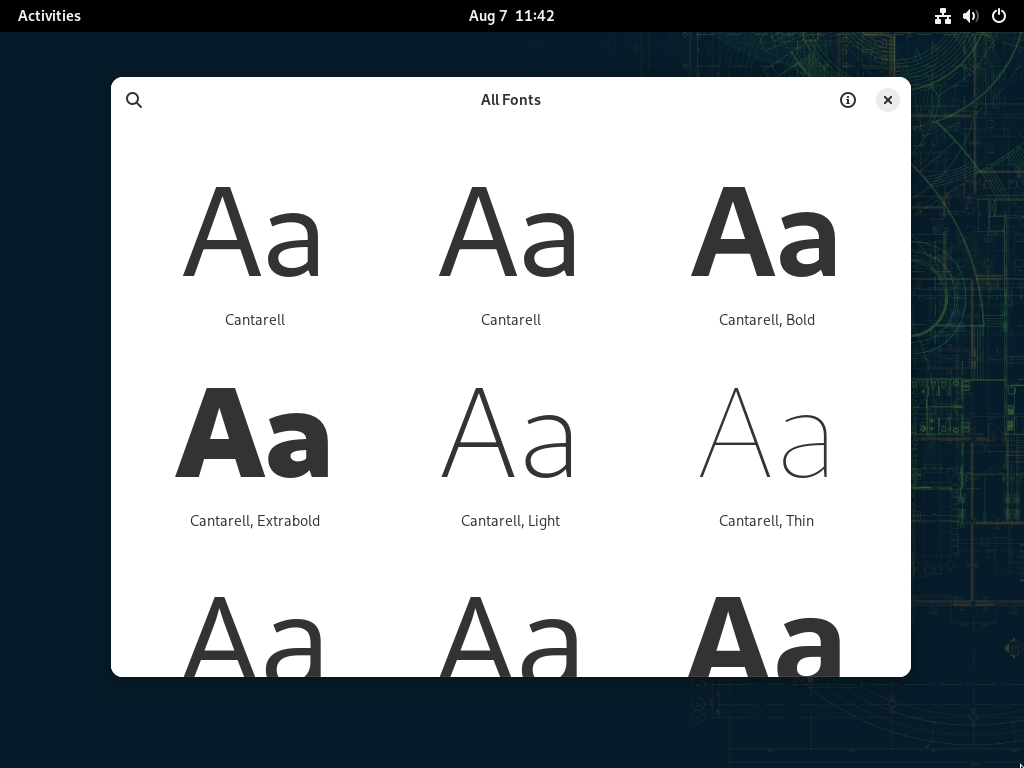 Activities
Aug 7 11:42
All Fonts
Aa Aa Aa
Cantarell Cantarell Cantarell, Bold
Aa Aa Aa
Cantarell, Extrabold Cantarell, Light Cantarell, Thin
Aa Aa Aa